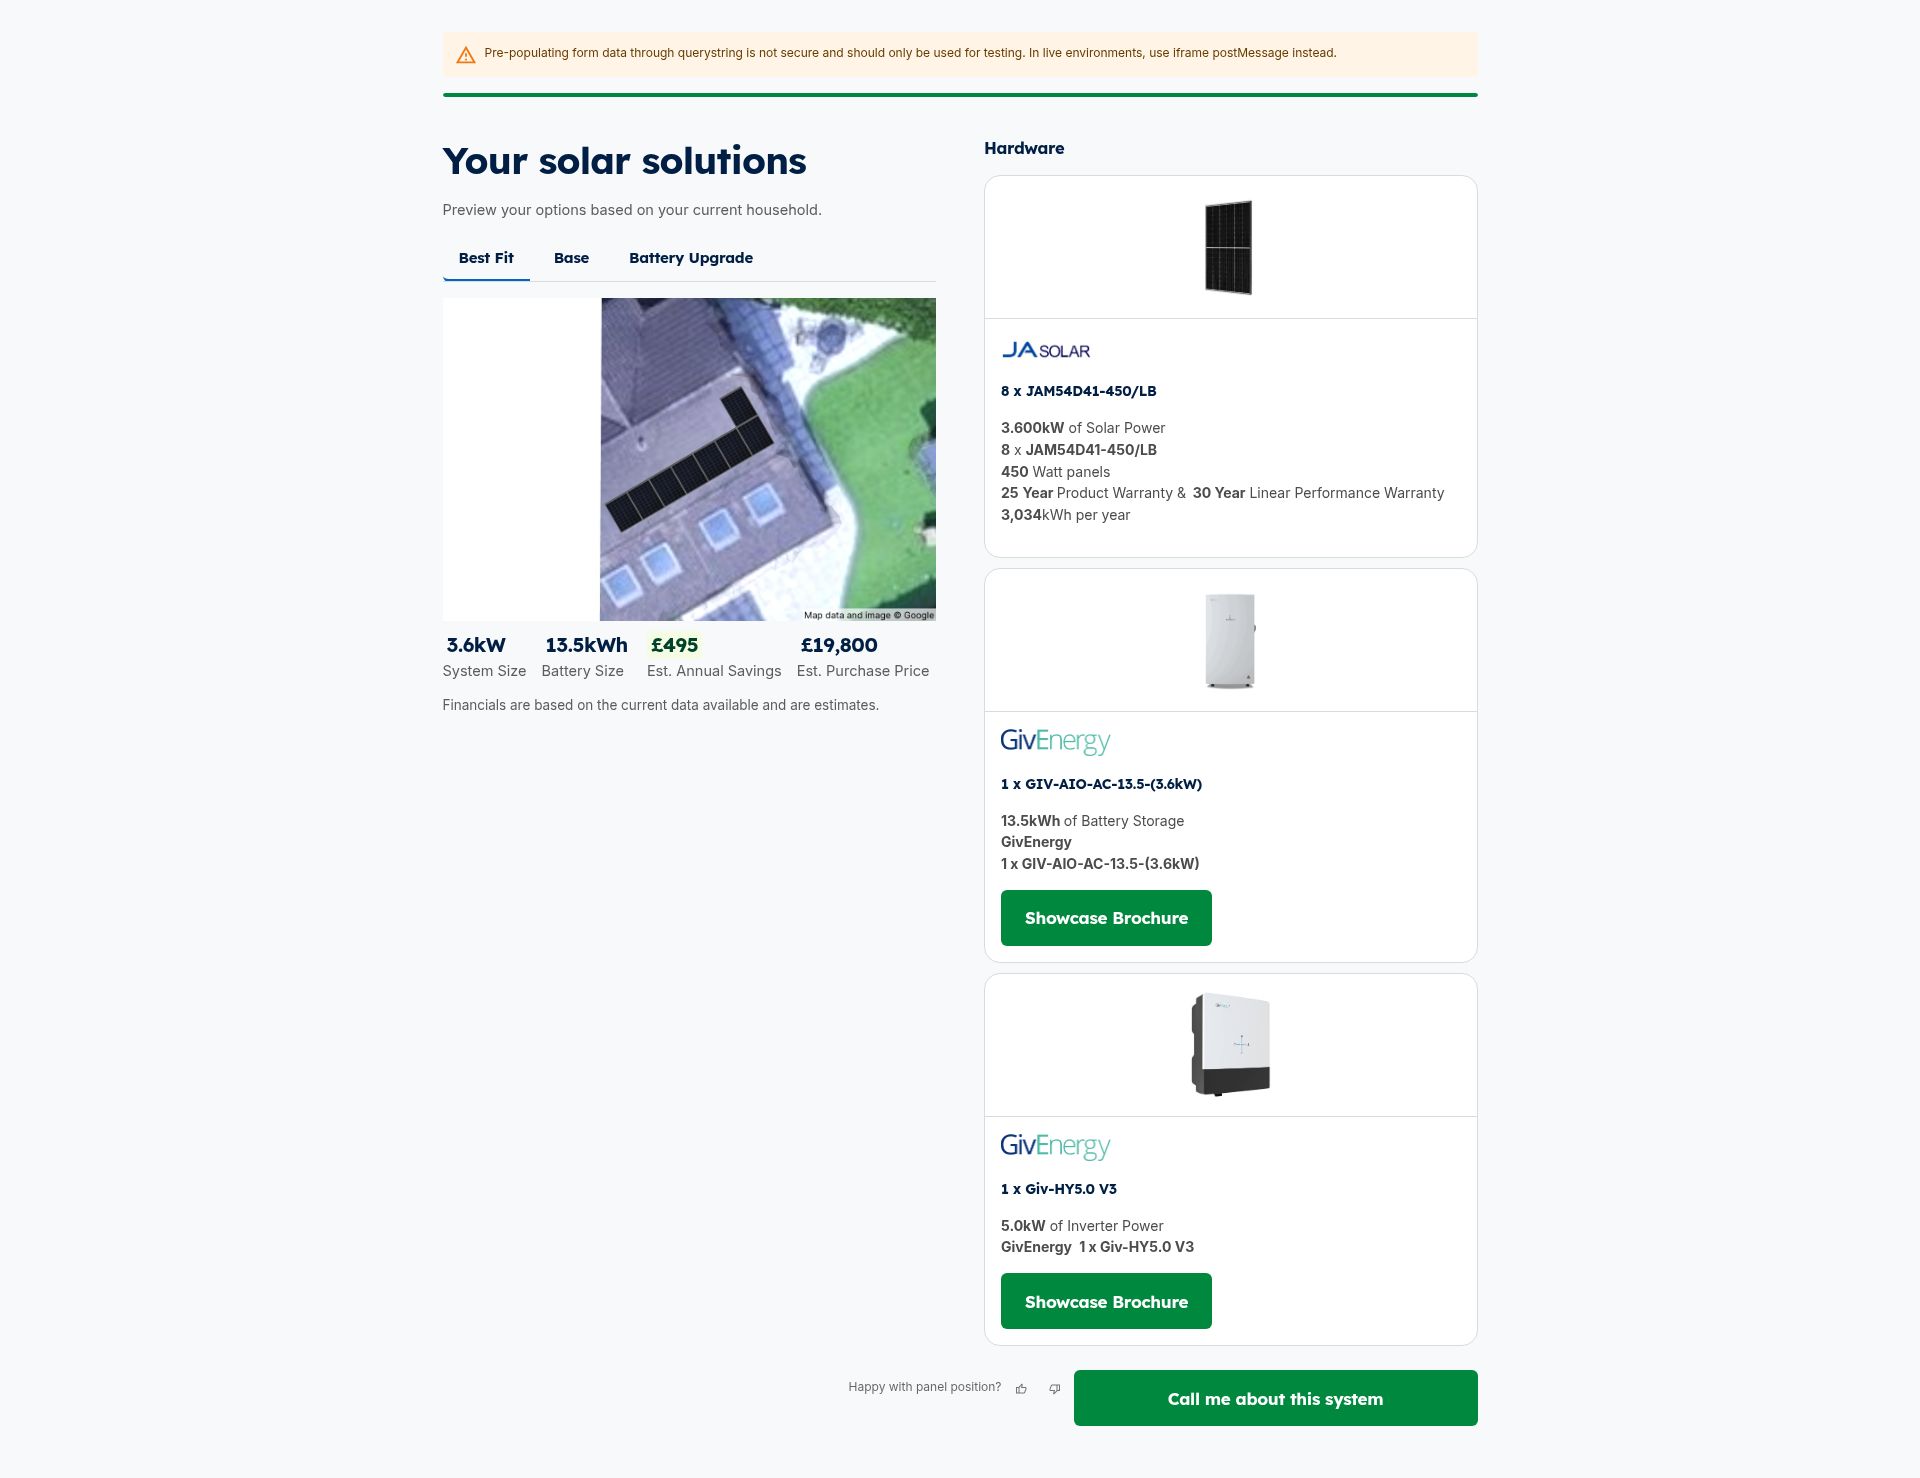 Pre-populating form data through querystring is not secure and should only be used for testing. In live environments, use iframe postMessage instead.
Your solar solutions
Preview your options based on your current household.
Best Fit Base Battery Upgrade
Map data and image © Google
3.6kW 13.5kWh £495 £19,800
System Size Battery Size Est. Annual Savings Est. Purchase Price
Financials are based on the current data available and are estimates.
Hardware
JA SOLAR
8 x JAM54D41-450/LB
3.600kW of Solar Power
8 x JAM54D41-450/LB
450 Watt panels
25 Year Product Warranty & 30 Year Linear Performance Warranty
3,034kWh per year
GivEnergy
1 x GIV-AIO-AC-13.5-(3.6kW)
13.5kWh of Battery Storage
GivEnergy
1 x GIV-AIO-AC-13.5-(3.6kW)
Showcase Brochure
GivEnergy
1 x Giv-HY5.0 V3
5.0kW of Inverter Power
GivEnergy 1 x Giv-HY5.0 V3
Showcase Brochure
Happy with panel position?
Call me about this system